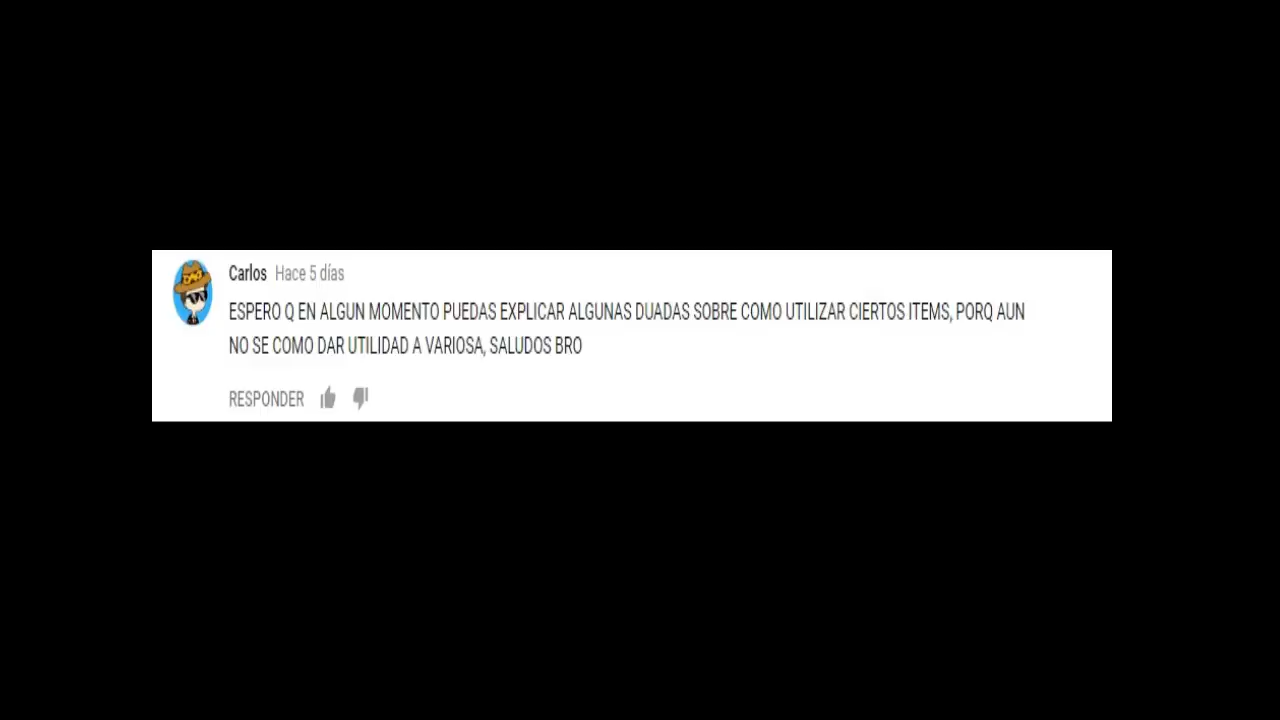 Carlos Hace 5 días
ESPERO Q EN ALGUN MOMENTO PUEDAS EXPLICAR ALGUNAS DUADAS SOBRE COMO UTILIZAR CIERTOS ITEMS, PORQ AUN
NO SE COMO DAR UTILIDAD A VARIOSA, SALUDOS BRO
RESPONDER